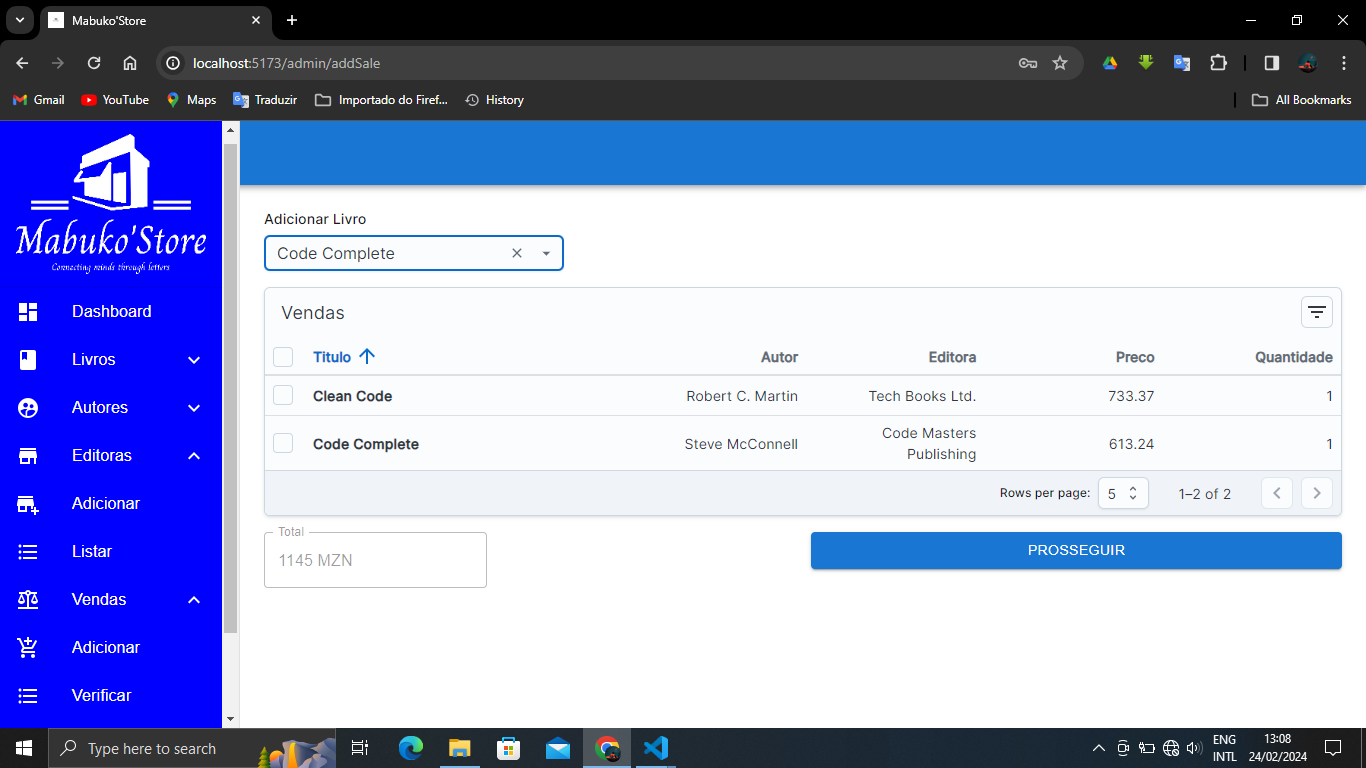 Mabuko'Store
localhost:5173/admin/addSale
Gmail
YouTube
Maps
Traduzir
Importado do Firef...
History
All Bookmarks
Mabuko'Store
Connecting minds through letters
Dashboard
Livros
Autores
Editoras
Adicionar
Listar
Vendas
Adicionar
Verificar
Adicionar Livro
Code Complete
Vendas
Titulo Autor Editora Preco Quantidade
Clean Code Robert C. Martin Tech Books Ltd. 733.37 1
Code Complete Steve McConnell Code Masters Publishing 613.24 1
Rows per page: 5 1–2 of 2
Total
1145 MZN
PROSSEGUIR
Type here to search
ENG
INTL
13:08
24/02/2024